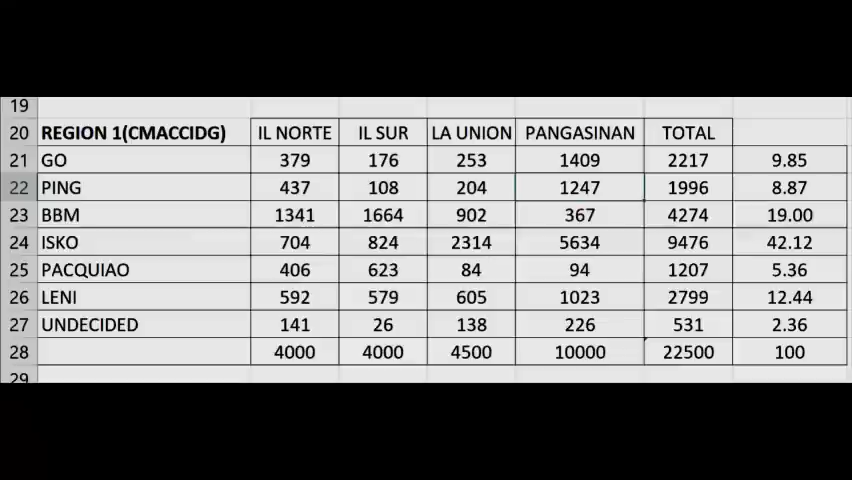 19
20 REGION 1(CMACCIDG) IL NORTE IL SUR LA UNION PANGASINAN TOTAL
21 GO 379 176 253 1409 2217 9.85
22 PING 437 108 204 1247 1996 8.87
23 BBM 1341 1664 902 367 4274 19.00
24 ISKO 704 824 2314 5634 9476 42.12
25 PACQUIAO 406 623 84 94 1207 5.36
26 LENI 592 579 605 1023 2799 12.44
27 UNDECIDED 141 26 138 226 531 2.36
28 4000 4000 4500 10000 22500 100
29